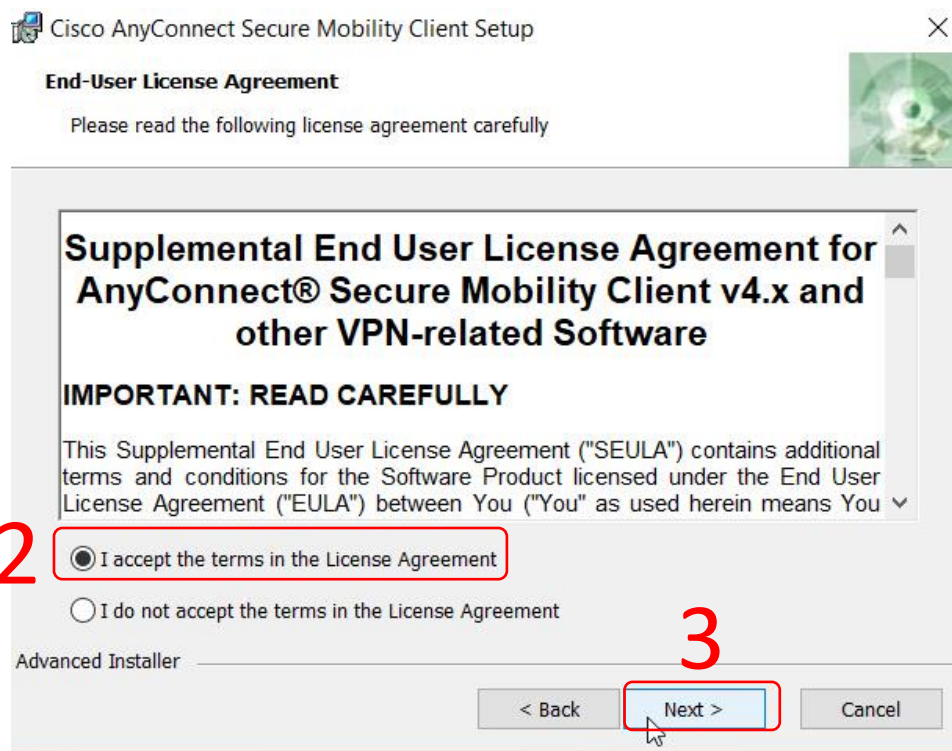 Cisco AnyConnect Secure Mobility Client Setup
End-User License Agreement
Please read the following license agreement carefully
Supplemental End User License Agreement for
AnyConnect® Secure Mobility Client v4.x and
other VPN-related Software
IMPORTANT: READ CAREFULLY
This Supplemental End User License Agreement ("SEULA") contains additional
terms and conditions for the Software Product licensed under the End User
License Agreement ("EULA") between You ("You" as used herein means You
2 I accept the terms in the License Agreement
I do not accept the terms in the License Agreement
3
Advanced Installer
< Back Next > Cancel